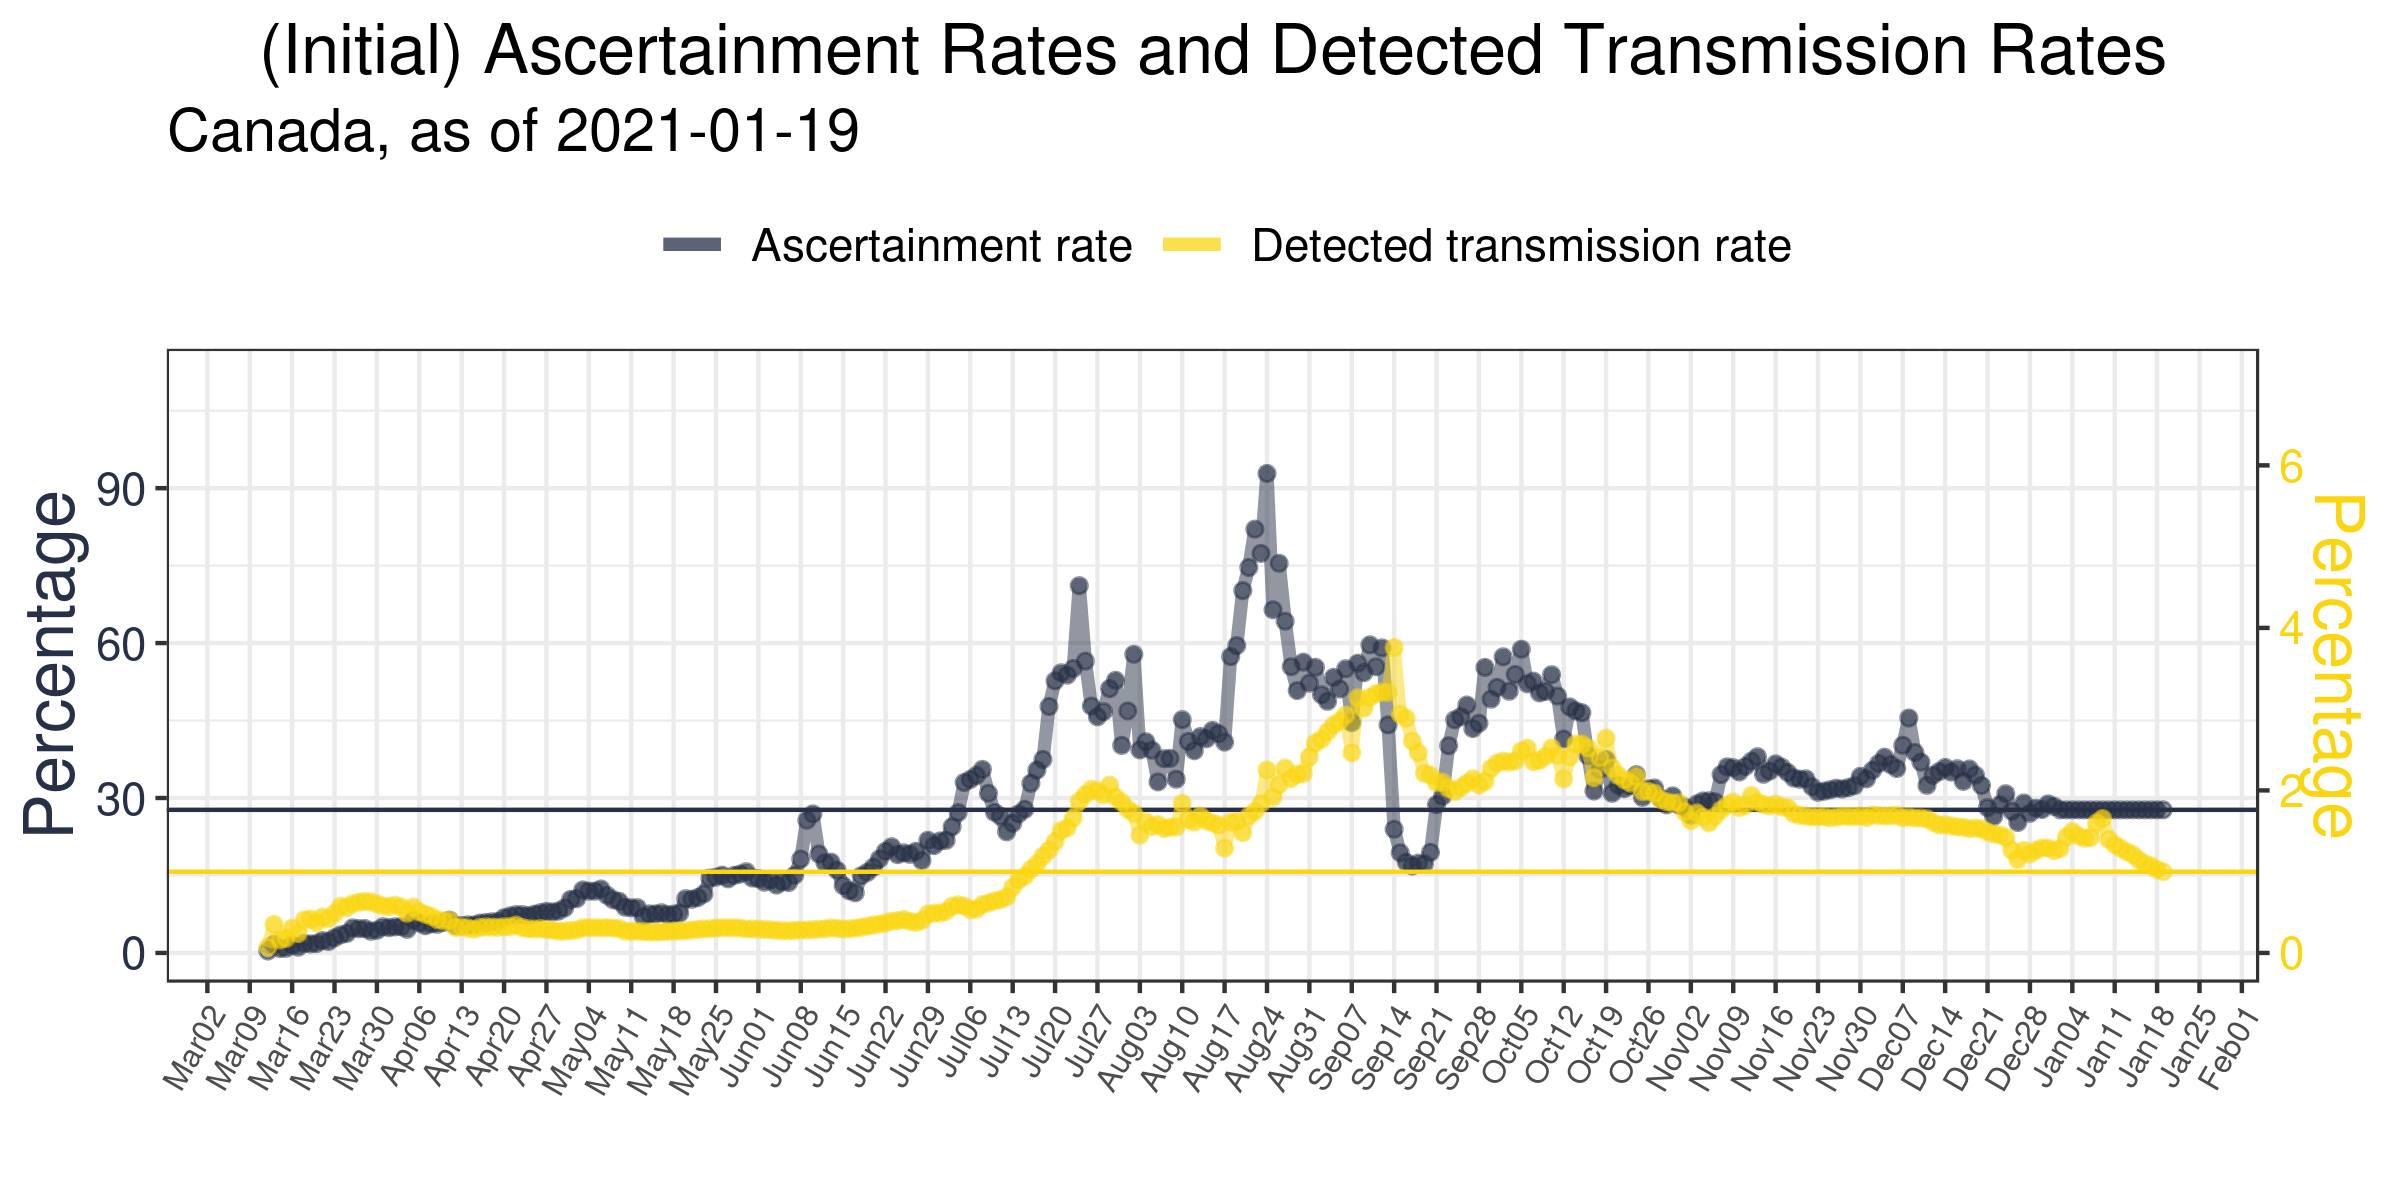 (Initial) Ascertainment Rates and Detected Transmission Rates
Canada, as of 2021-01-19
Ascertainment rate Detected transmission rate
Percentage
90
60
30
0
6
4
2
0
Percentage
Mar02 Mar09 Mar16 Mar23 Mar30 Apr06 Apr13 Apr20 Apr27 May04 May11 May18 May25 Jun01 Jun08 Jun15 Jun22 Jun29 Jul06 Jul13 Jul20 Jul27 Aug03 Aug10 Aug17 Aug24 Aug31 Sep07 Sep14 Sep21 Sep28 Oct05 Oct12 Oct19 Oct26 Nov02 Nov09 Nov16 Nov23 Nov30 Dec07 Dec14 Dec21 Dec28 Jan04 Jan11 Jan18 Jan25 Feb01